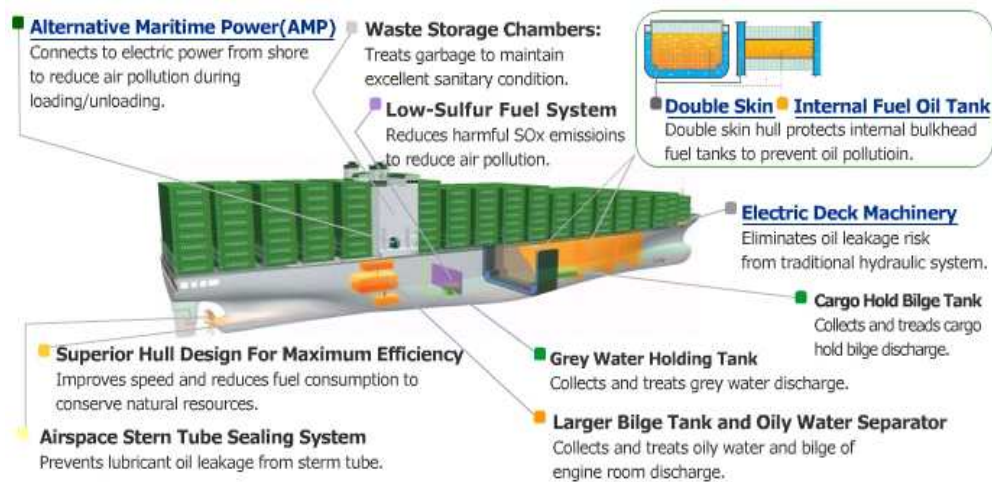 Alternative Maritime Power(AMP)
Connects to electric power from shore
to reduce air pollution during
loading/unloading.
Waste Storage Chambers:
Treats garbage to maintain
excellent sanitary condition.
Low-Sulfur Fuel System
Reduces harmful SOx emissioins
to reduce air pollution.
Double Skin
Internal Fuel Oil Tank
Double skin hull protects internal bulkhead
fuel tanks to prevent oil pollutioin.
Electric Deck Machinery
Eliminates oil leakage risk
from traditional hydraulic system.
Cargo Hold Bilge Tank
Collects and treads cargo
hold bilge discharge.
Superior Hull Design For Maximum Efficiency
Improves speed and reduces fuel consumption to
conserve natural resources.
Grey Water Holding Tank
Collects and treats grey water discharge.
Airspace Stern Tube Sealing System
Prevents lubricant oil leakage from sterm tube.
Larger Bilge Tank and Oily Water Separator
Collects and treats oily water and bilge of
engine room discharge.